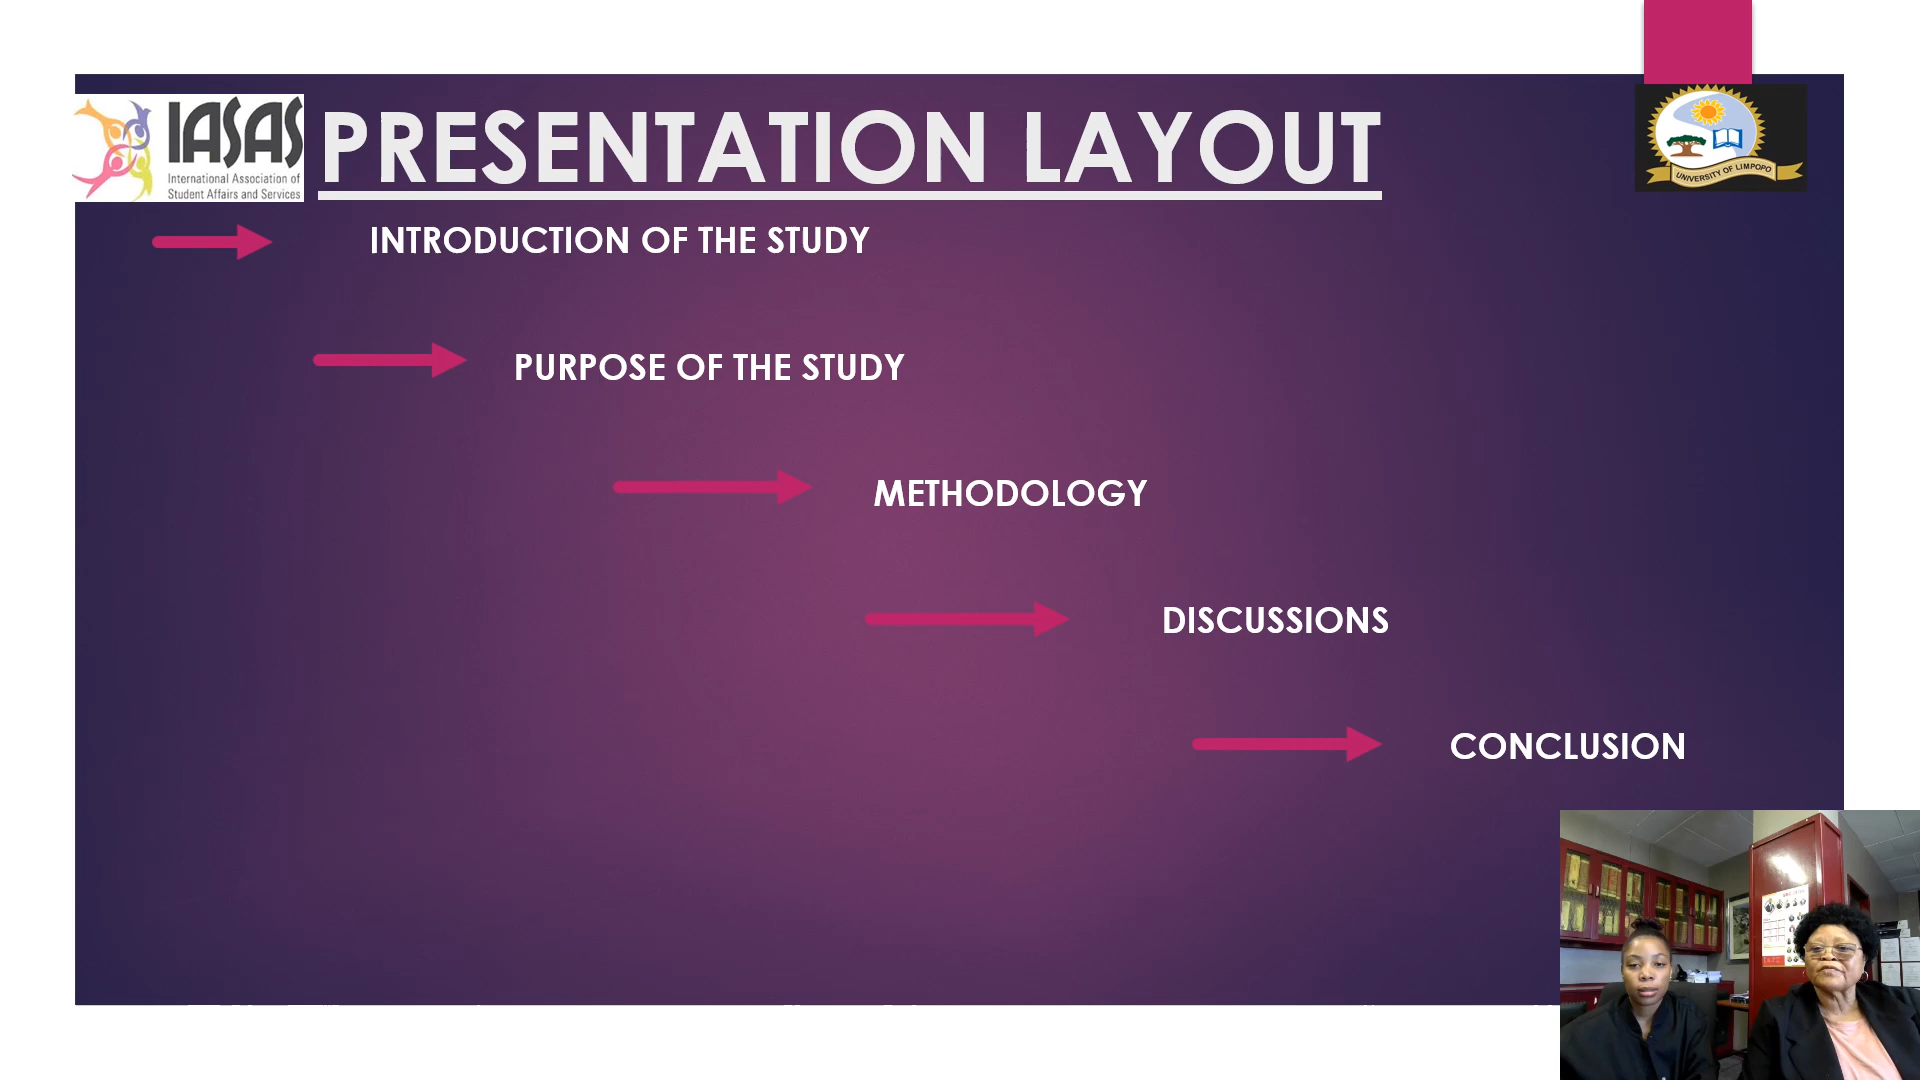 IASAS
International Association of
Student Affairs and Services
PRESENTATION LAYOUT
UNIVERSITY OF LIMPOPO
INTRODUCTION OF THE STUDY
PURPOSE OF THE STUDY
METHODOLOGY
DISCUSSIONS
CONCLUSION